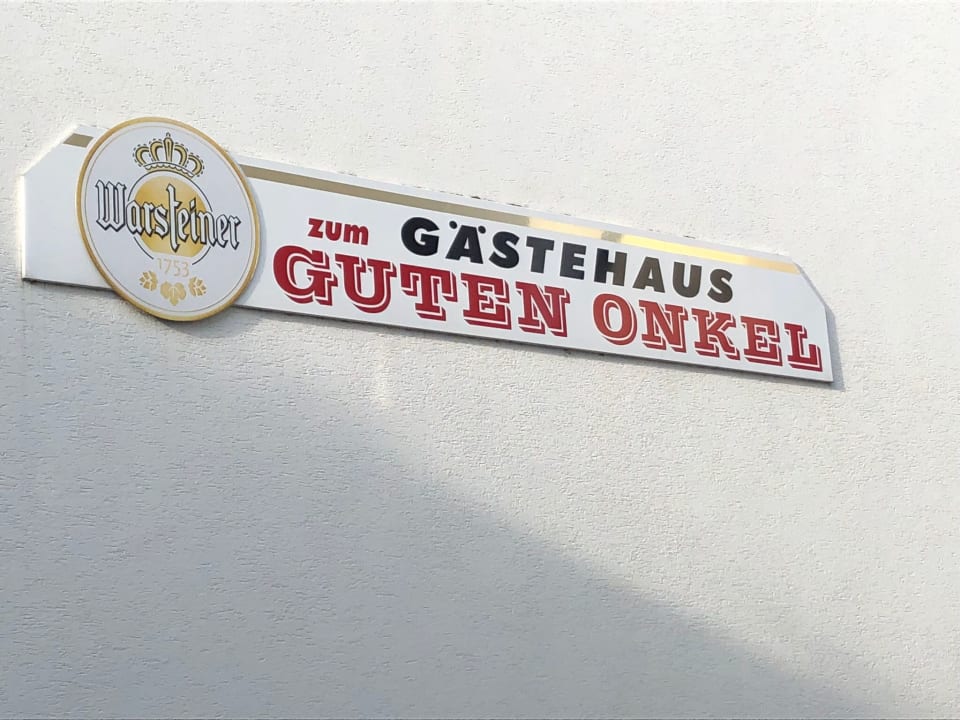 Warsteiner
1753
GÄSTEHAUS
zum
GUTEN ONKEL